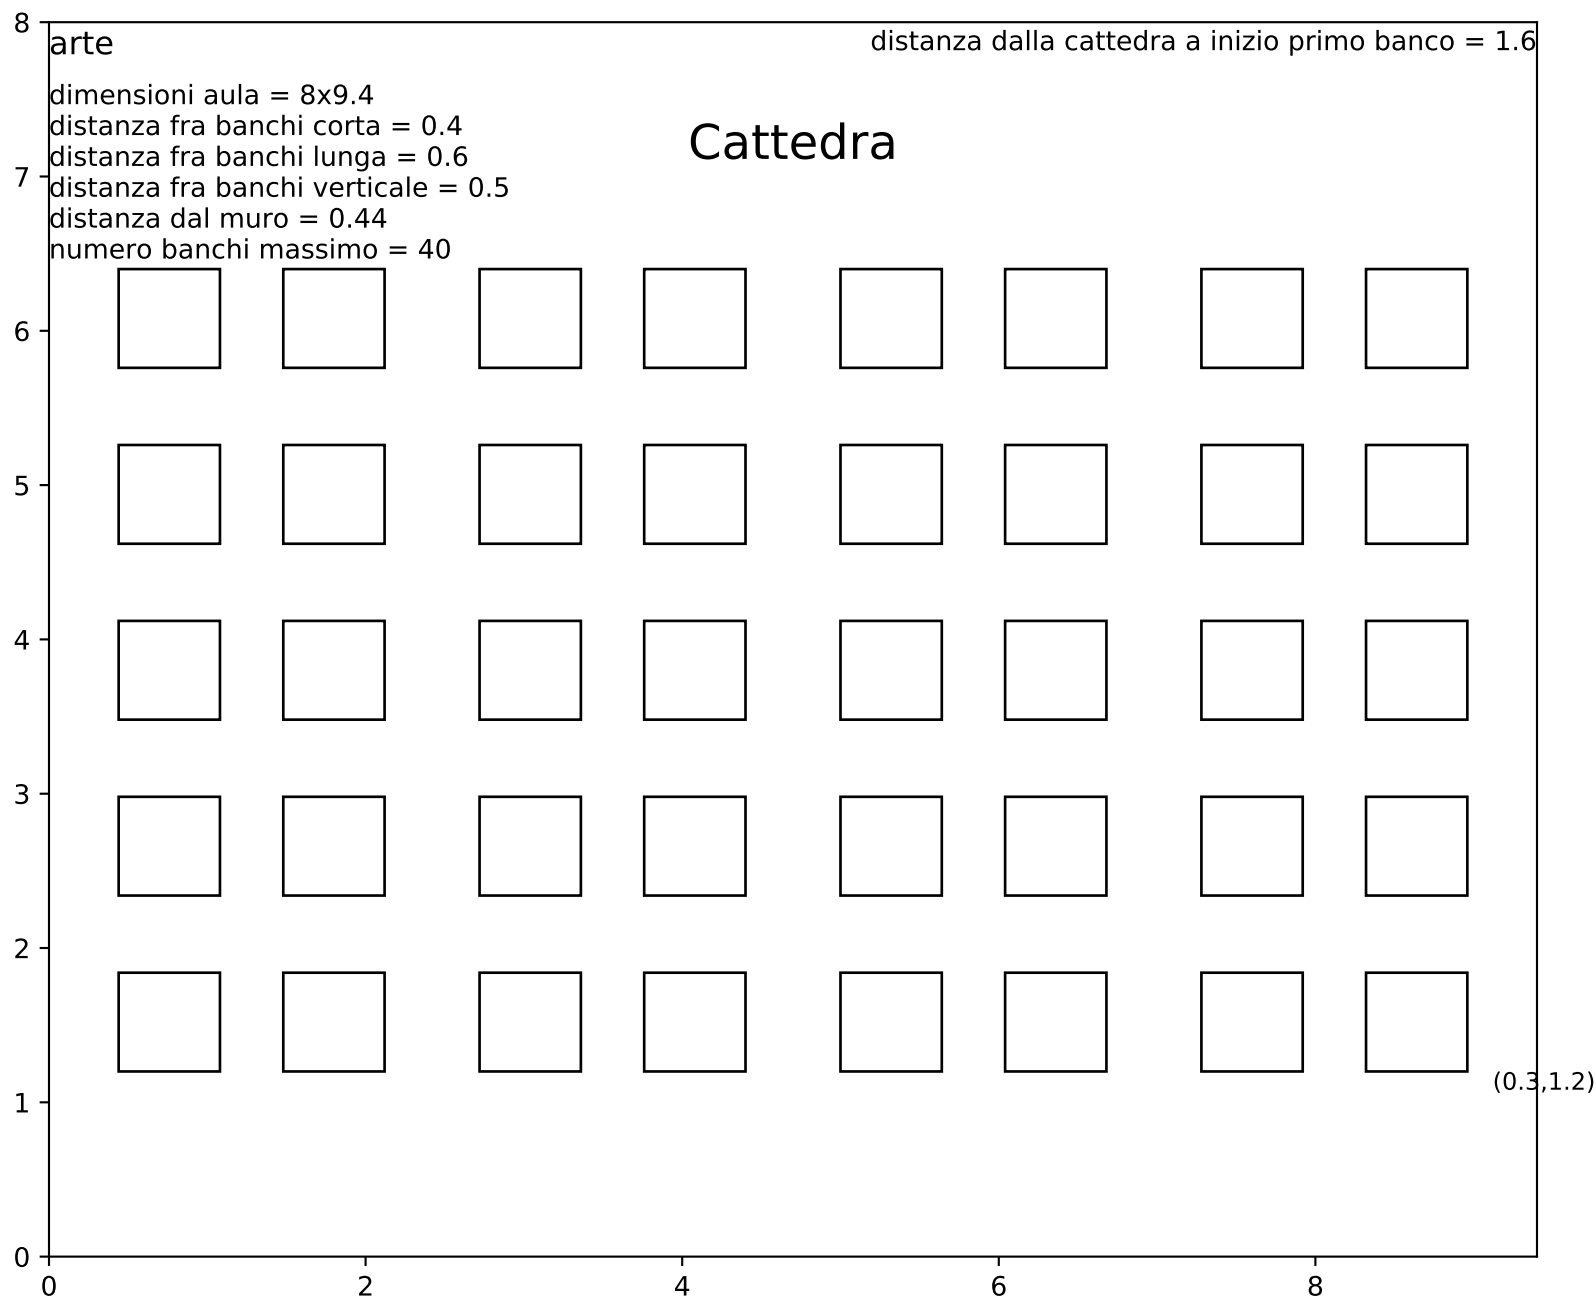 8
arte
distanza dalla cattedra a inizio primo banco = 1.6
dimensioni aula = 8x9.4
distanza fra banchi corta = 0.4
Cattedra
distanza fra banchi lunga = 0.6
7
distanza fra banchi verticale = 0.5
distanza dal muro = 0.44
numero banchi massimo = 40
6
5
4
3
2
(0.3,1.2)
1
0
0 2 4 6 8